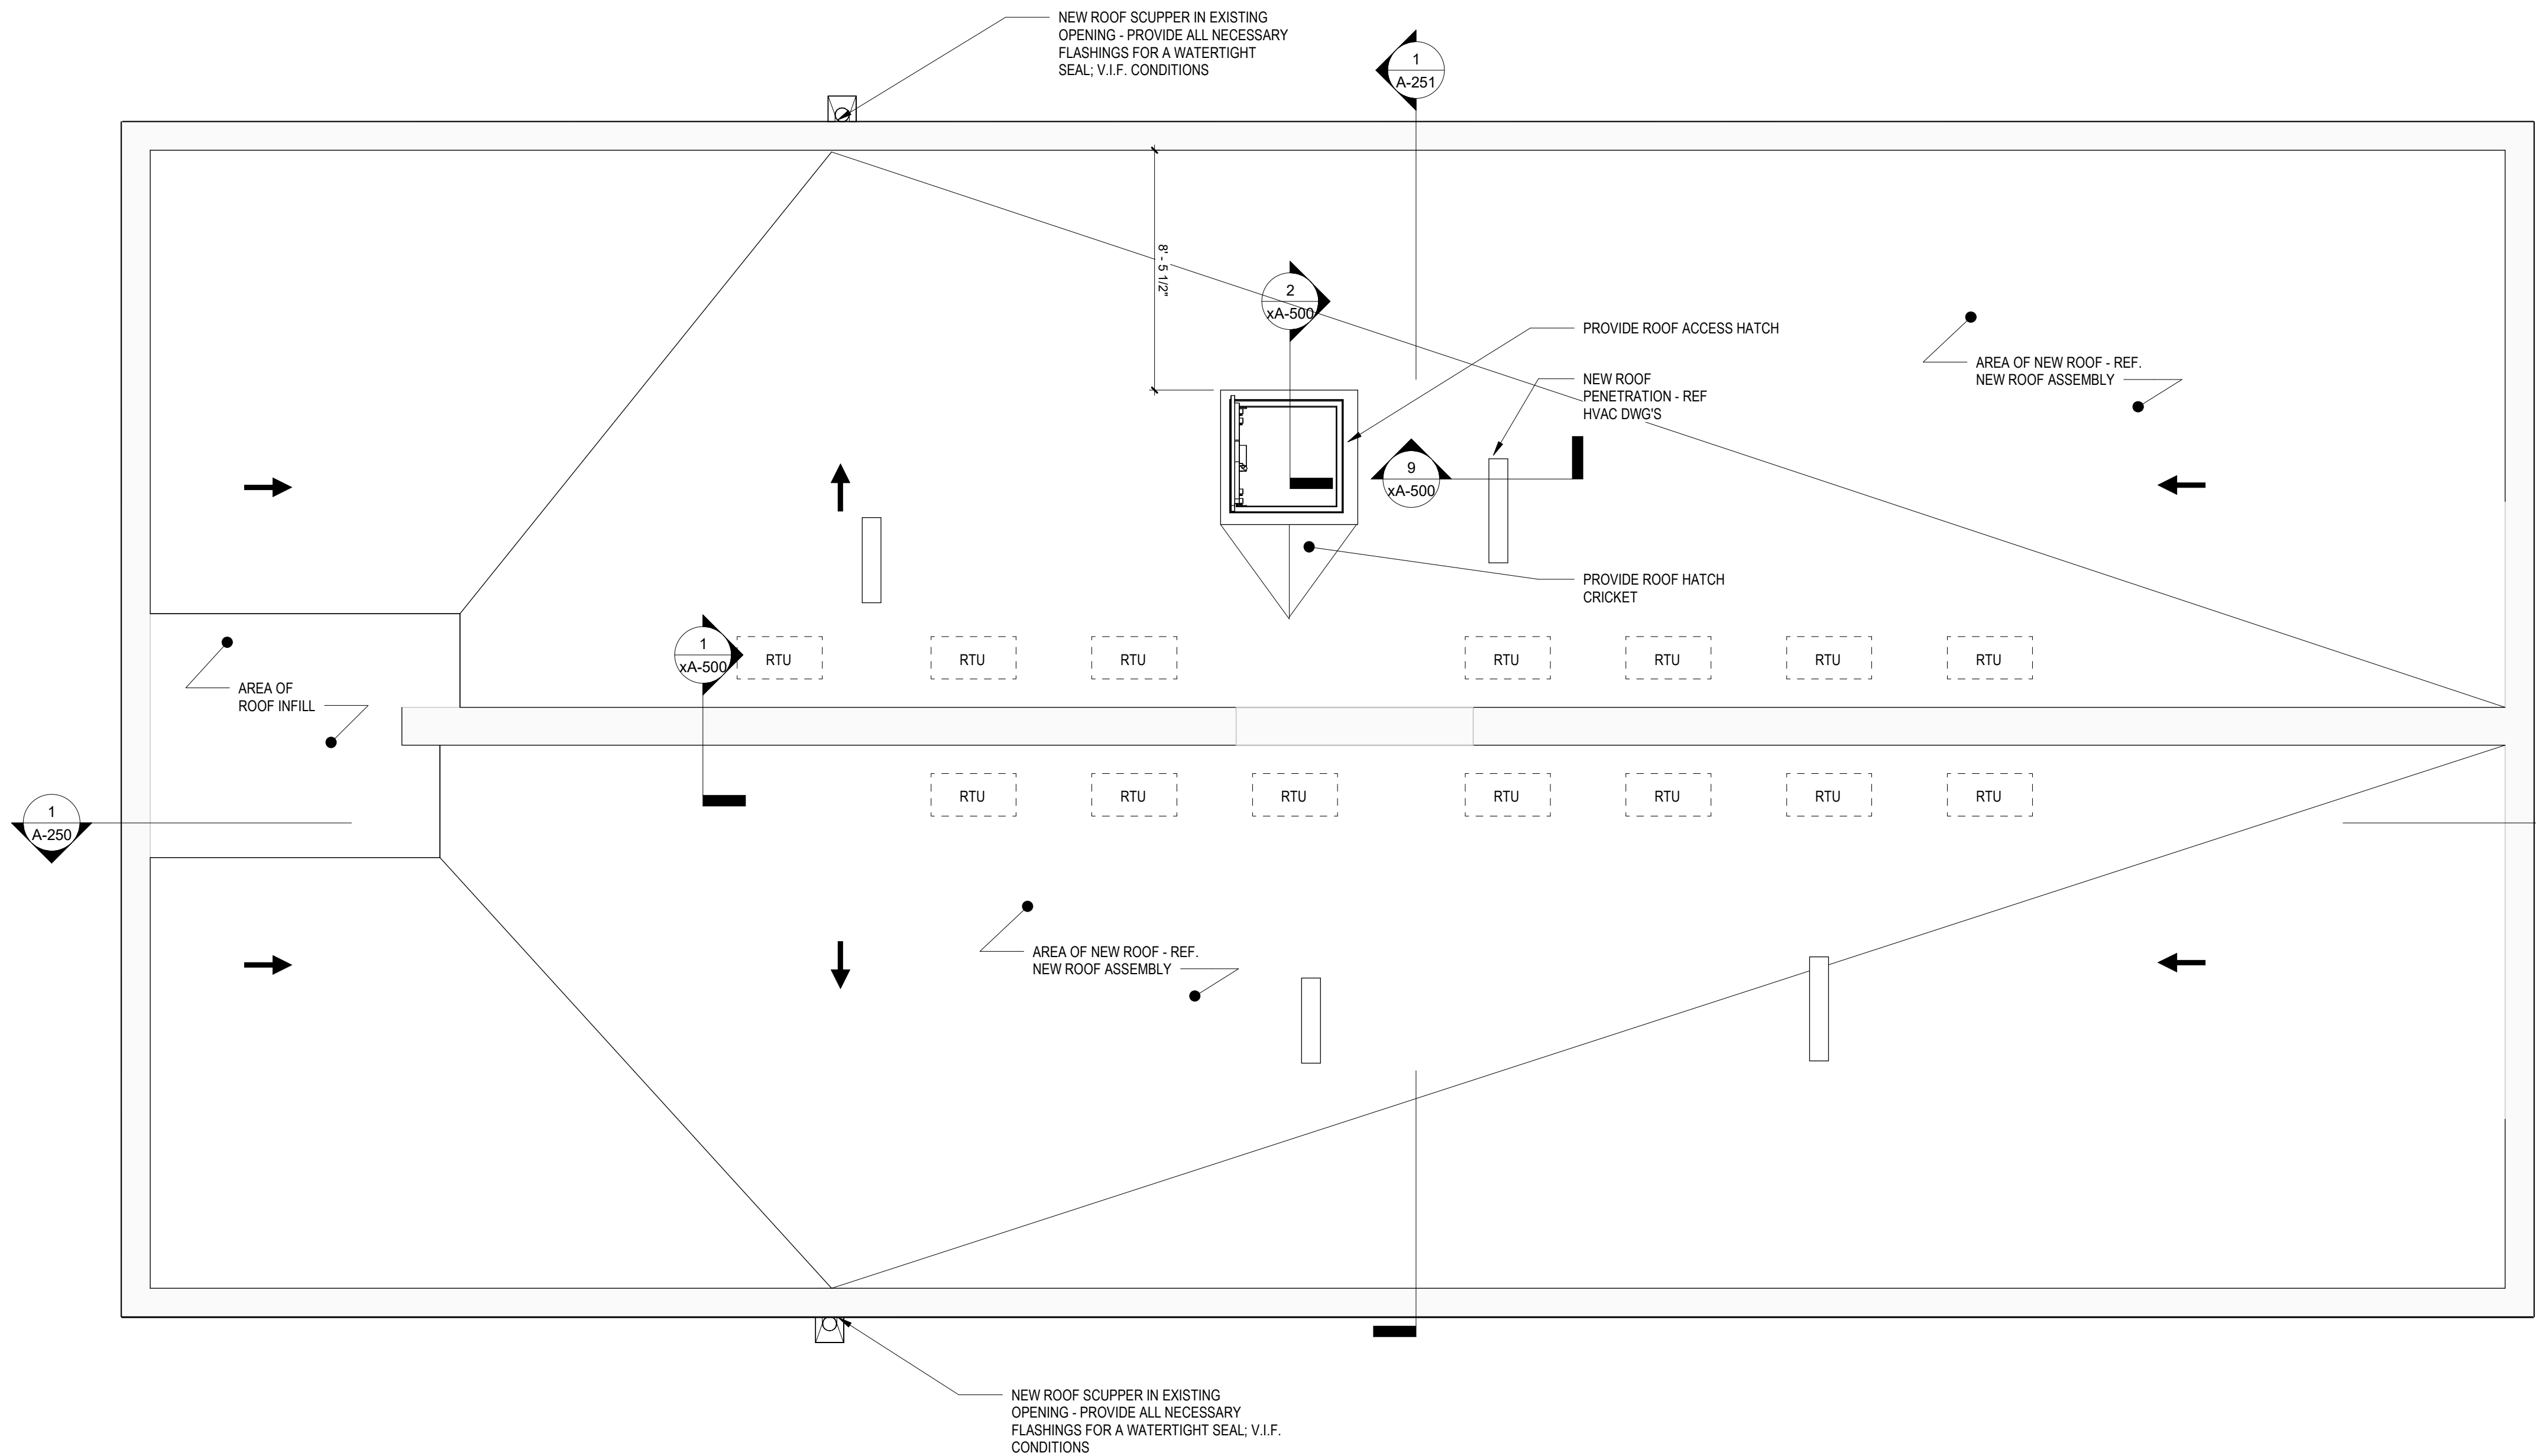 NEW ROOF SCUPPER IN EXISTING
OPENING - PROVIDE ALL NECESSARY
FLASHINGS FOR A WATERTIGHT
SEAL; V.I.F. CONDITIONS
1
A-251
8' - 5 1/2"
2
xA-500
PROVIDE ROOF ACCESS HATCH
NEW ROOF
PENETRATION - REF
HVAC DWG'S
AREA OF NEW ROOF - REF.
NEW ROOF ASSEMBLY
9
xA-500
PROVIDE ROOF HATCH
CRICKET
1
xA-500
RTU
RTU
RTU
RTU
RTU
RTU
RTU
AREA OF
ROOF INFILL
RTU
RTU
RTU
RTU
RTU
RTU
RTU
1
A-250
AREA OF NEW ROOF - REF.
NEW ROOF ASSEMBLY
NEW ROOF SCUPPER IN EXISTING
OPENING - PROVIDE ALL NECESSARY
FLASHINGS FOR A WATERTIGHT SEAL; V.I.F.
CONDITIONS